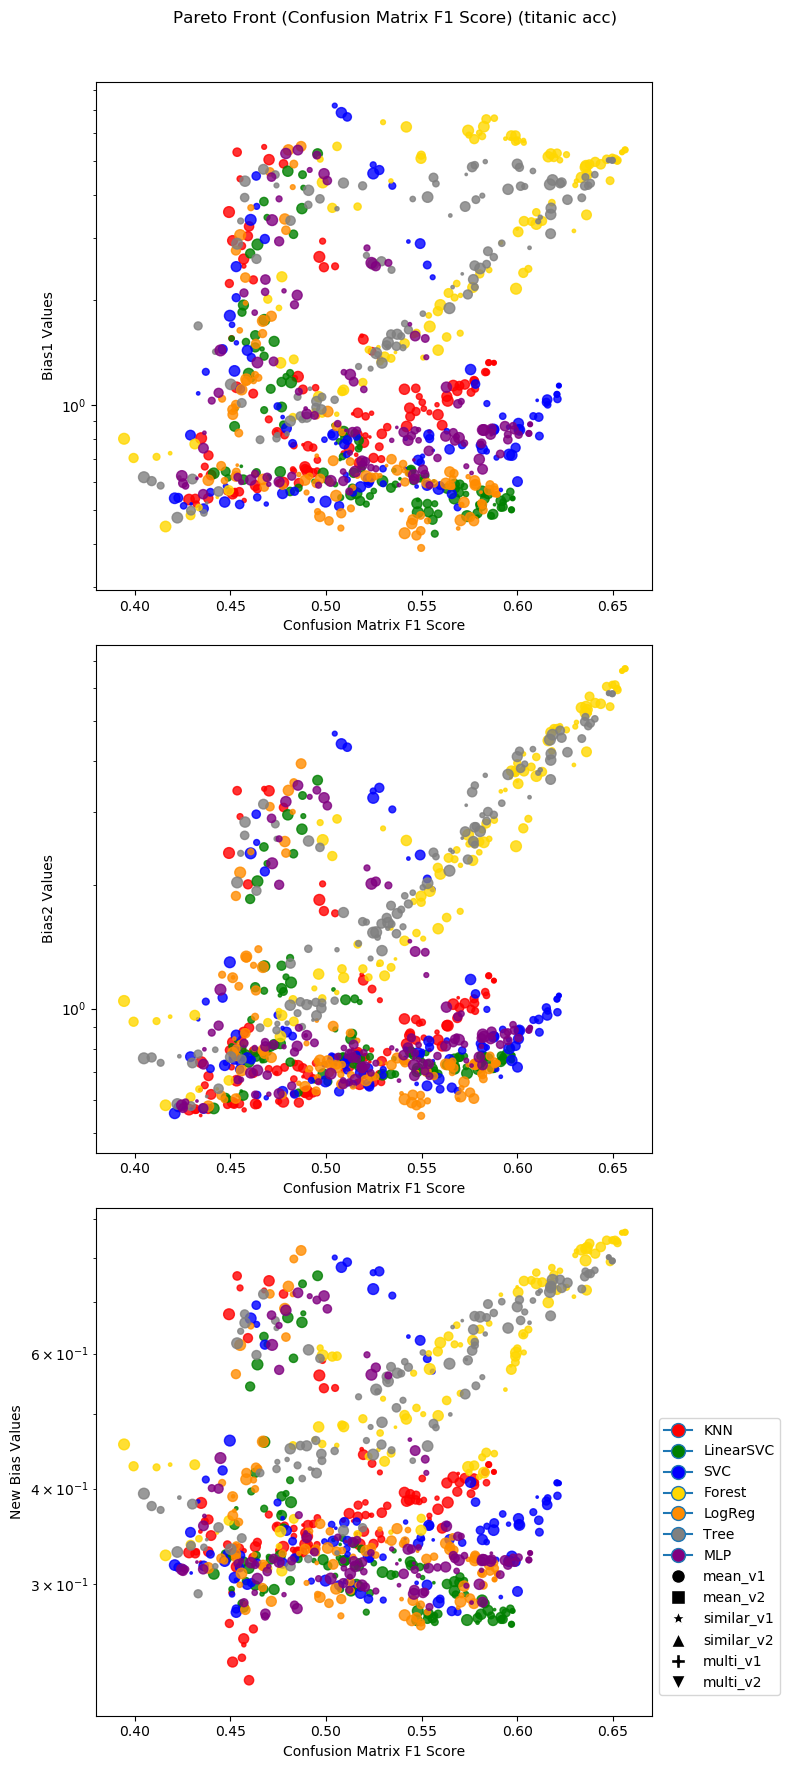 Pareto Front (Confusion Matrix F1 Score) (titanic acc)
Bias1 Values
10⁰
0.40 0.45 0.50 0.55 0.60 0.65
Confusion Matrix F1 Score
Bias2 Values
10⁰
0.40 0.45 0.50 0.55 0.60 0.65
Confusion Matrix F1 Score
New Bias Values
6 × 10⁻¹
4 × 10⁻¹
3 × 10⁻¹
0.40 0.45 0.50 0.55 0.60 0.65
Confusion Matrix F1 Score
KNN
LinearSVC
SVC
Forest
LogReg
Tree
MLP
mean_v1
mean_v2
similar_v1
similar_v2
multi_v1
multi_v2